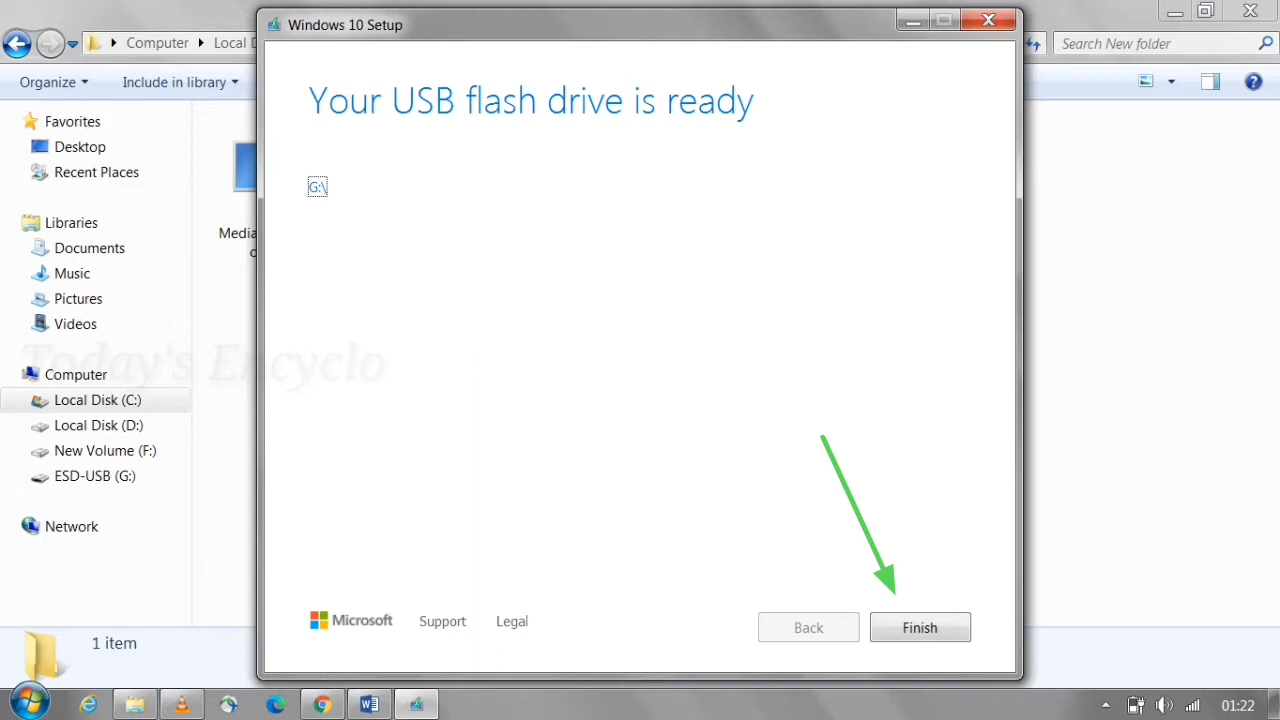 Windows 10 Setup
Computer
Local D
Search New folder
Organize
Include in library
Your USB flash drive is ready
G:\
Favorites
Desktop
Recent Places
Libraries
Documents
Music
Pictures
Videos
Computer
Local Disk (C:)
Local Disk (D:)
New Volume (F:)
ESD-USB (G:)
Network
Media
Today's Encyclo
Microsoft
Support
Legal
Back
Finish
1 item
01:22